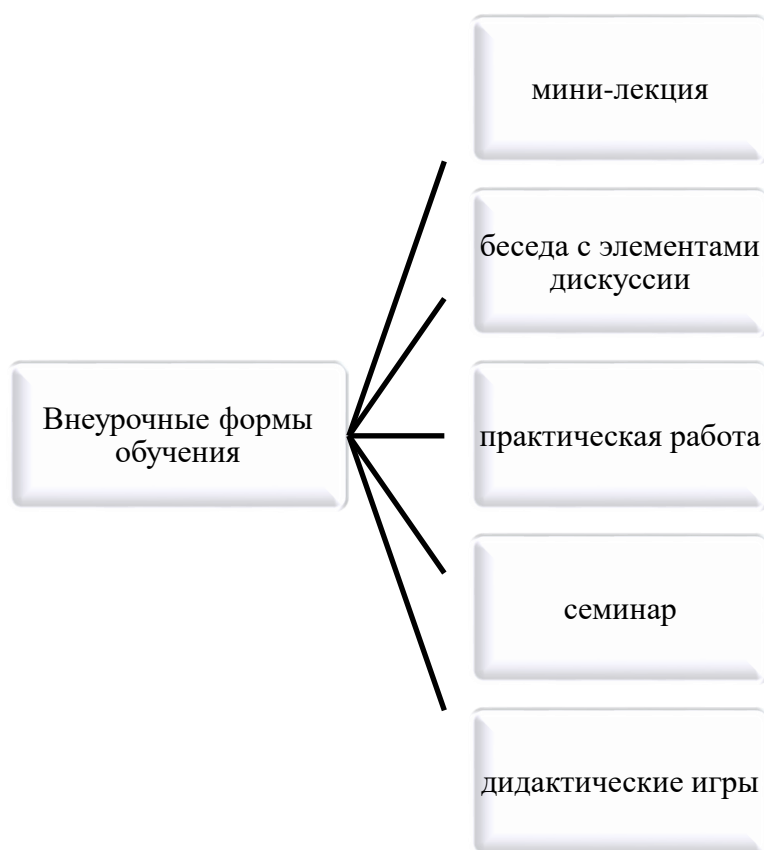 мини-лекция
беседа с элементами
дискуссии
Внеурочные формы
обучения
практическая работа
семинар
дидактические игры